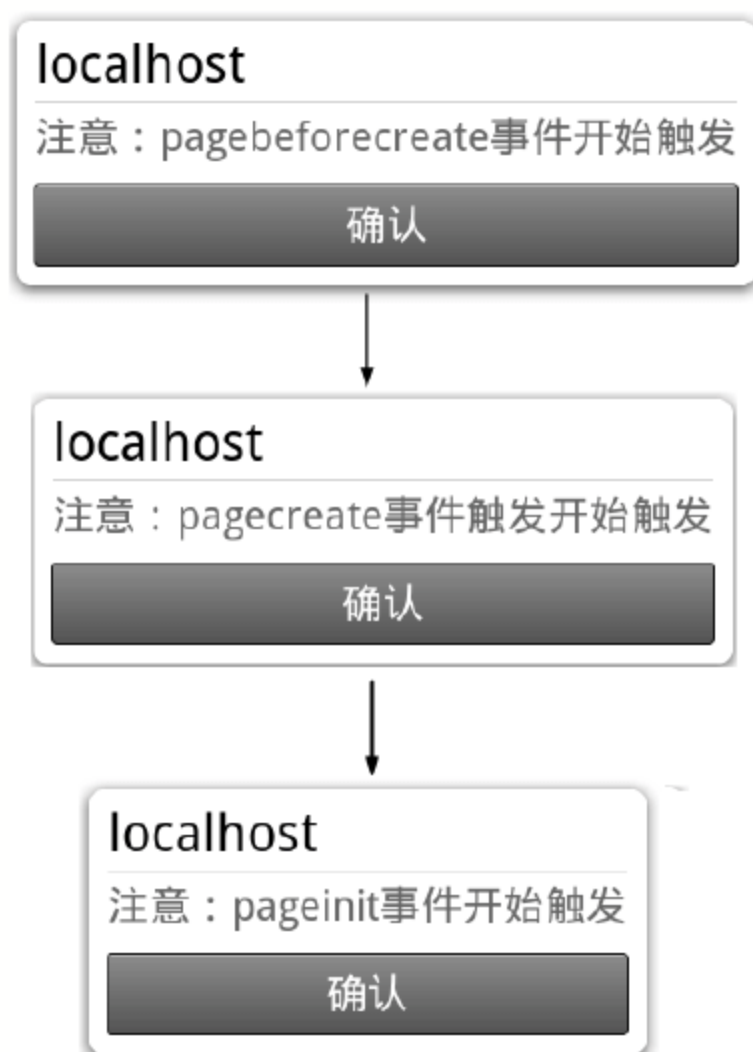 localhost
注意：pagebeforecreate事件开始触发
确认
localhost
注意：pagecreate事件触发开始触发
确认
localhost
注意：pageinit事件开始触发
确认